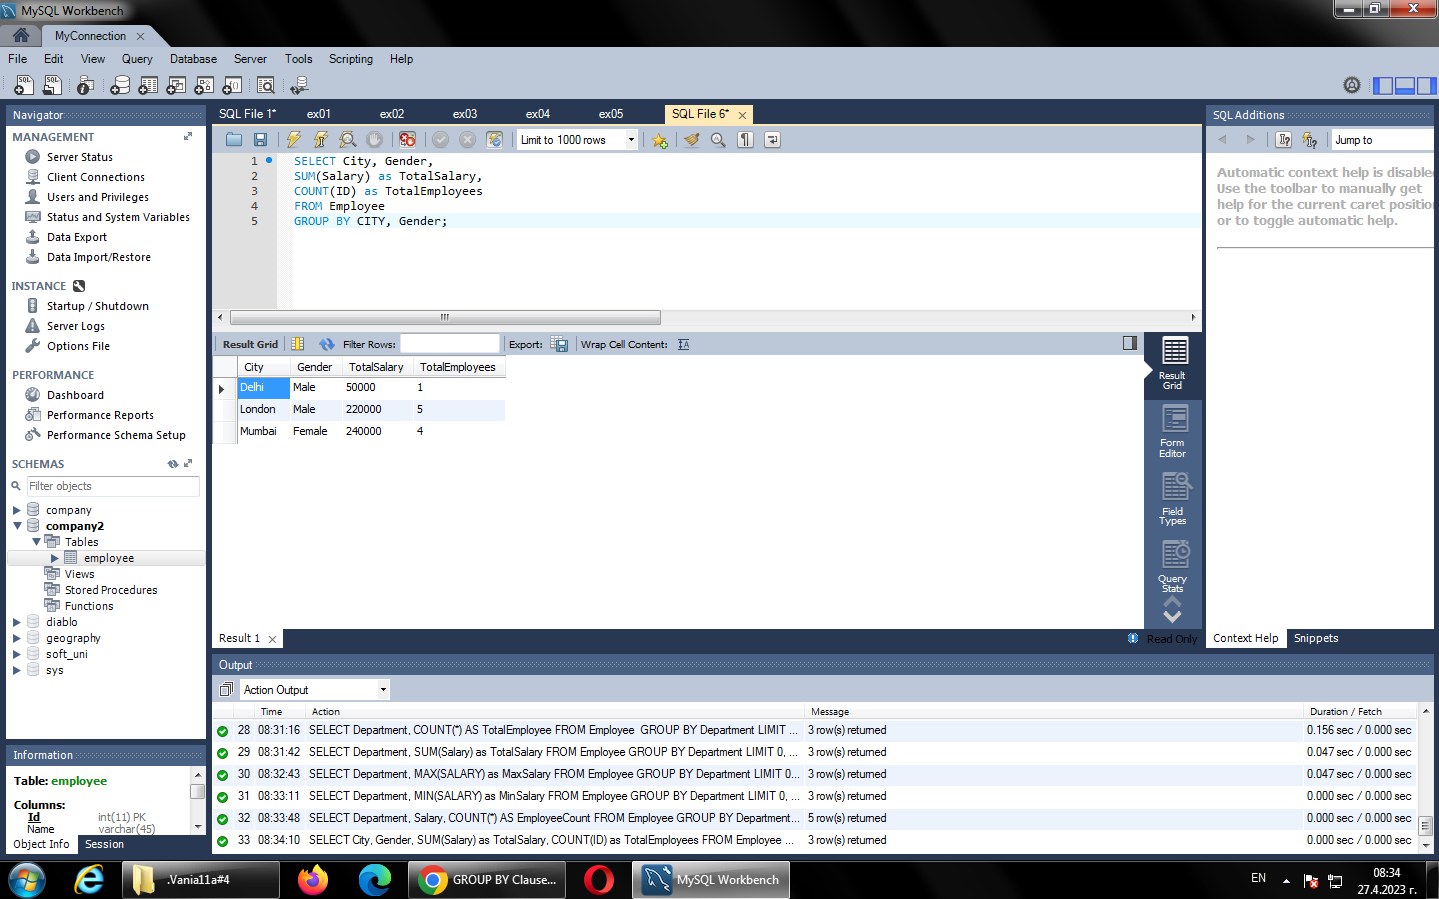 MySQL Workbench
MyConnection
File Edit View Query Database Server Tools Scripting Help
Navigator
MANAGEMENT
Server Status
Client Connections
Users and Privileges
Status and System Variables
Data Export
Data Import/Restore
INSTANCE
Startup / Shutdown
Server Logs
Options File
PERFORMANCE
Dashboard
Performance Reports
Performance Schema Setup
SCHEMAS
Filter objects
company
company2
Tables
employee
Views
Stored Procedures
Functions
diablo
geography
soft_uni
sys
Information
Table: employee
Columns:
Id int(11) PK
Name varchar(45)
Object Info Session
SQL File 1* ex01 ex02 ex03 ex04 ex05 SQL File 6*
Limit to 1000 rows
1 SELECT City, Gender,
2 SUM(Salary) as TotalSalary,
3 COUNT(ID) as TotalEmployees
4 FROM Employee
5 GROUP BY CITY, Gender;
Result Grid Filter Rows: Export: Wrap Cell Content:
City Gender TotalSalary TotalEmployees
Delhi Male 50000 1
London Male 220000 5
Mumbai Female 240000 4
Result
Grid
Form
Editor
Field
Types
Query
Stats
Result 1
Read Only
SQL Additions
Jump to
Automatic context help is disabled
Use the toolbar to manually get
help for the current caret position
or to toggle automatic help.
Context Help Snippets
Output
Action Output
Time Action Message Duration / Fetch
28 08:31:16 SELECT Department, COUNT(*) AS TotalEmployee FROM Employee GROUP BY Department LIMIT ... 3 row(s) returned 0.156 sec / 0.000 sec
29 08:31:42 SELECT Department, SUM(Salary) as TotalSalary FROM Employee GROUP BY Department LIMIT 0, ... 3 row(s) returned 0.047 sec / 0.000 sec
30 08:32:43 SELECT Department, MAX(SALARY) as MaxSalary FROM Employee GROUP BY Department LIMIT 0... 3 row(s) returned 0.047 sec / 0.000 sec
31 08:33:11 SELECT Department, MIN(SALARY) as MinSalary FROM Employee GROUP BY Department LIMIT 0, ... 3 row(s) returned 0.000 sec / 0.000 sec
32 08:33:48 SELECT Department, Salary, COUNT(*) AS EmployeeCount FROM Employee GROUP BY Department... 5 row(s) returned 0.000 sec / 0.000 sec
33 08:34:10 SELECT City, Gender, SUM(Salary) as TotalSalary, COUNT(ID) as TotalEmployees FROM Employee ... 3 row(s) returned 0.000 sec / 0.000 sec
.Vania11a#4
GROUP BY Clause...
MySQL Workbench
EN
08:34
27.4.2023 г.